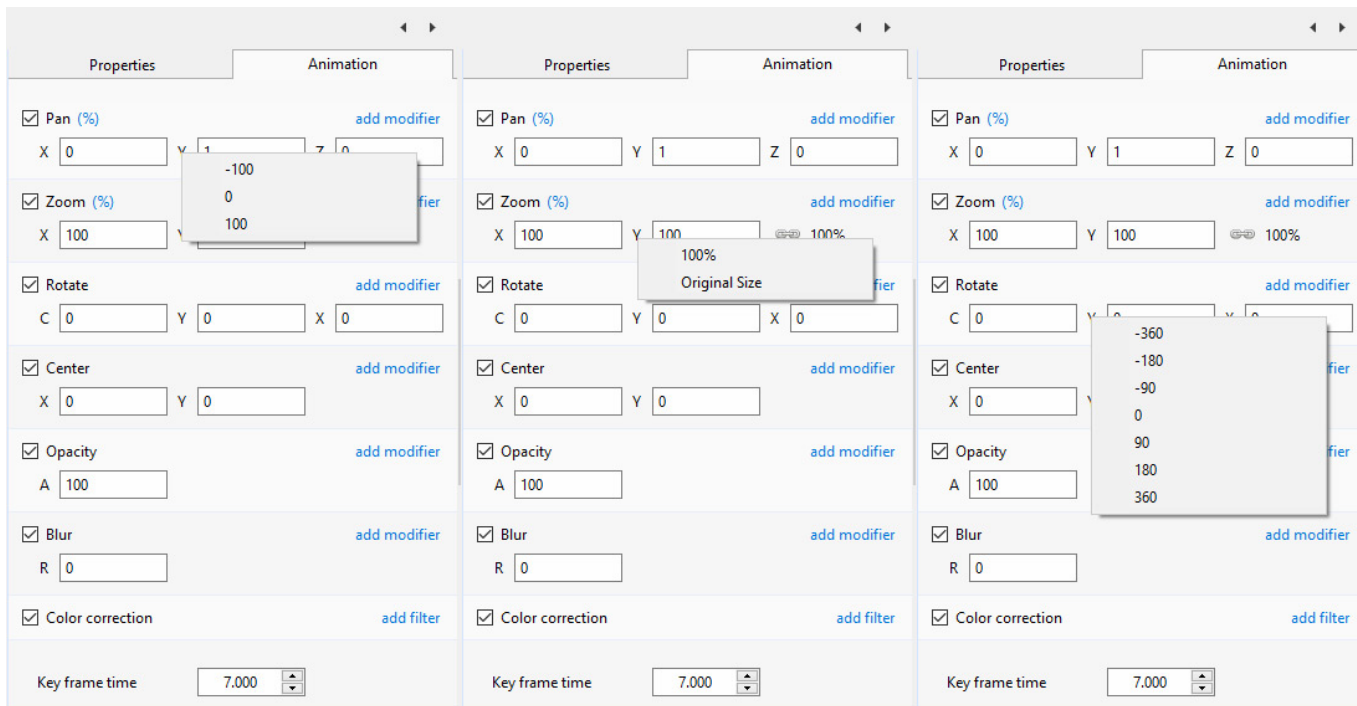 Properties
Animation
Pan (%) add modifier
X 0 Y 1 Z 0
-100
0
100
Zoom (%) fier
X 100
Rotate add modifier
C 0 Y 0 X 0
Center add modifier
X 0 Y 0
Opacity add modifier
A 100
Blur add modifier
R 0
Color correction add filter
Key frame time 7.000
Properties
Animation
Pan (%) add modifier
X 0 Y 1 Z 0
Zoom (%) add modifier
X 100 Y 100 100%
100%
Original Size
Rotate fier
C 0 Y 0 X 0
Center add modifier
X 0 Y 0
Opacity add modifier
A 100
Blur add modifier
R 0
Color correction add filter
Key frame time 7.000
Properties
Animation
Pan (%) add modifier
X 0 Y 1 Z 0
Zoom (%) add modifier
X 100 Y 100 100%
Rotate add modifier
C 0
-360
-180
-90
0
90
180
360
Center fier
X 0
Opacity fier
A 100
Blur add modifier
R 0
Color correction add filter
Key frame time 7.000